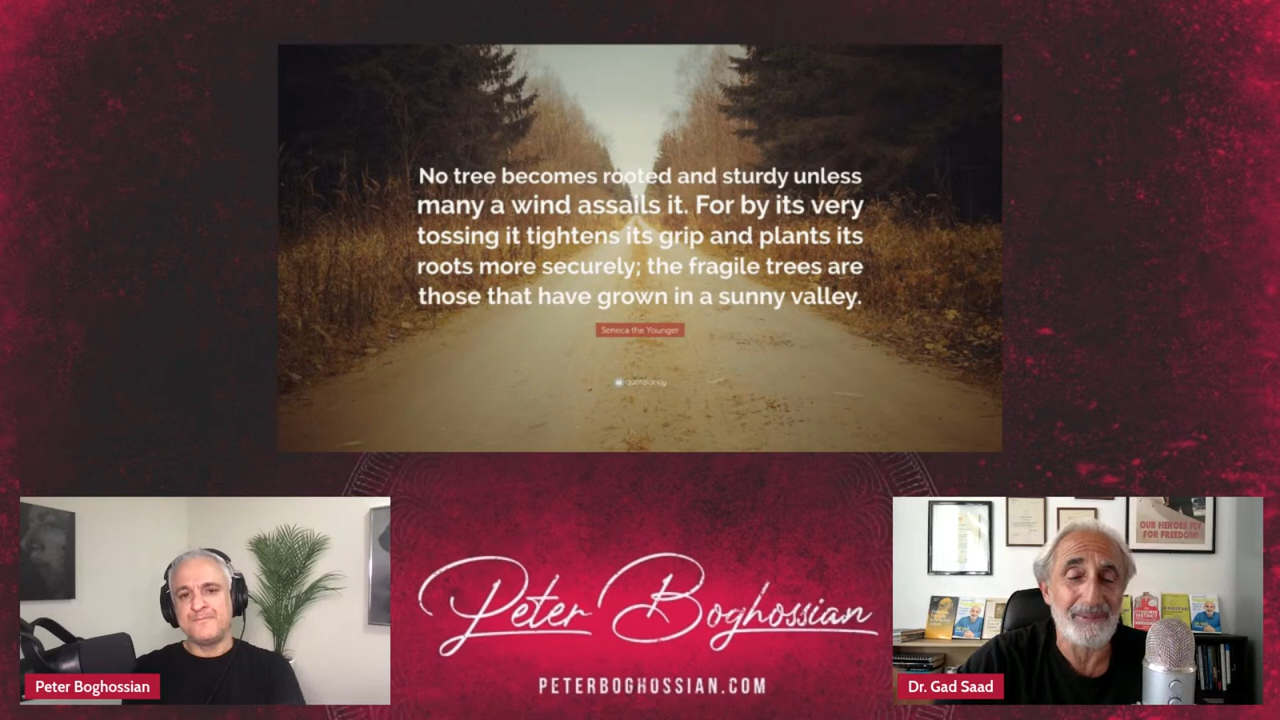 No tree becomes rooted and sturdy unless
many a wind assails it. For by its very
tossing it tightens its grip and plants its
roots more securely; the fragile trees are
those that have grown in a sunny valley.
Seneca the Younger
quotefancy
OUR HEROES FLY
FOR FREEDOM!
Peter Boghossian
PETERBOGHOSSIAN.COM
Peter Boghossian
Dr. Gad Saad